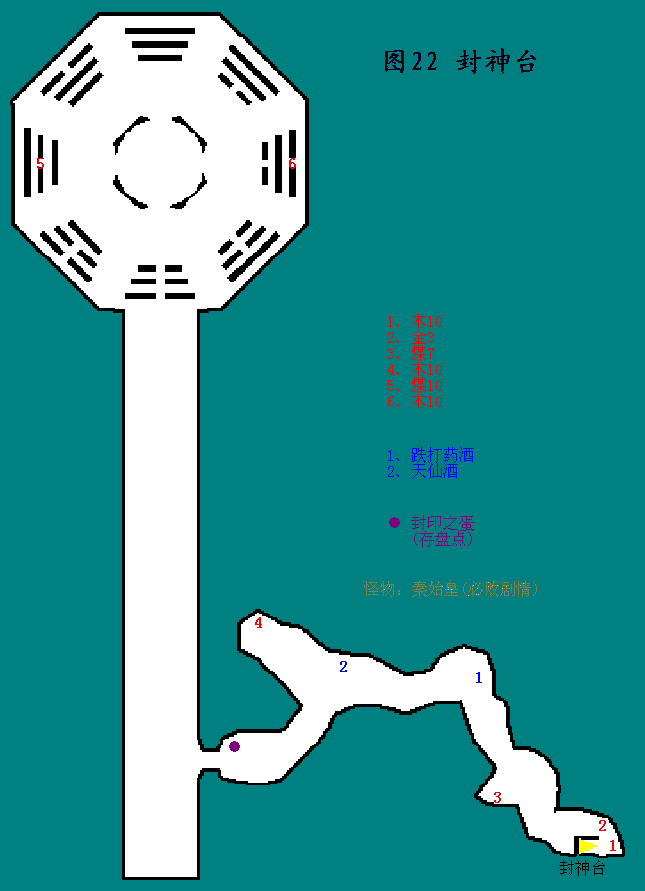 图22 封神台
5
6
1、木10
2、金3
3、煤7
4、木10
5、煤10
6、木10
1、跌打药酒
2、天仙酒
封印之蛋
(存盘点)
怪物：秦始皇(必败剧情)
4
2
1
3
2
1
封神台